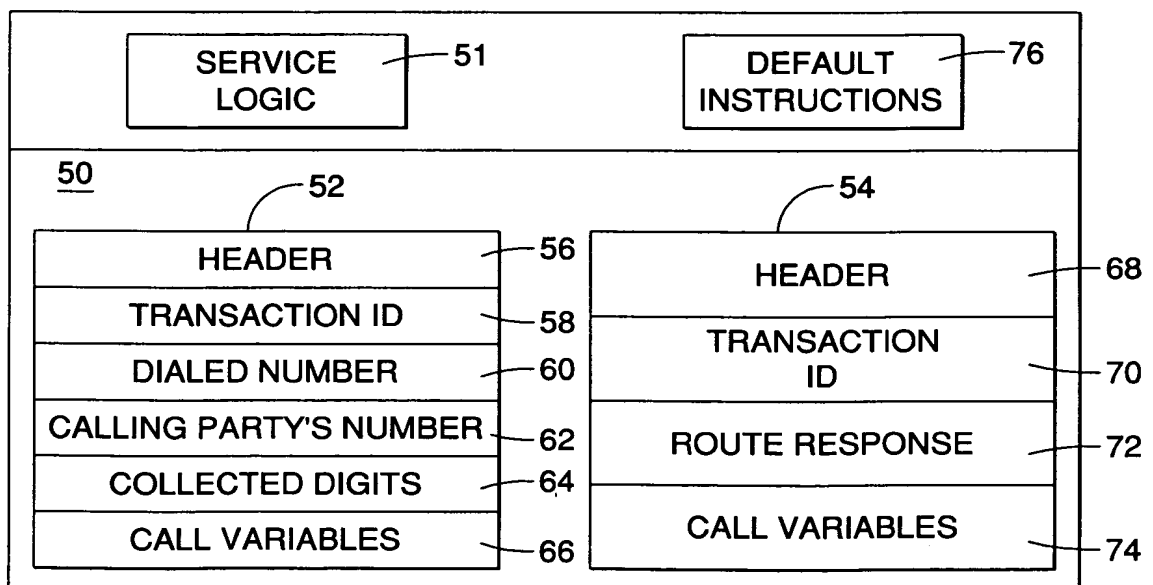 SERVICE
LOGIC
51
DEFAULT
INSTRUCTIONS
76
50
52
54
HEADER
56
TRANSACTION ID
58
DIALED NUMBER
60
CALLING PARTY'S NUMBER
62
COLLECTED DIGITS
64
CALL VARIABLES
66
HEADER
68
TRANSACTION
ID
70
ROUTE RESPONSE
72
CALL VARIABLES
74